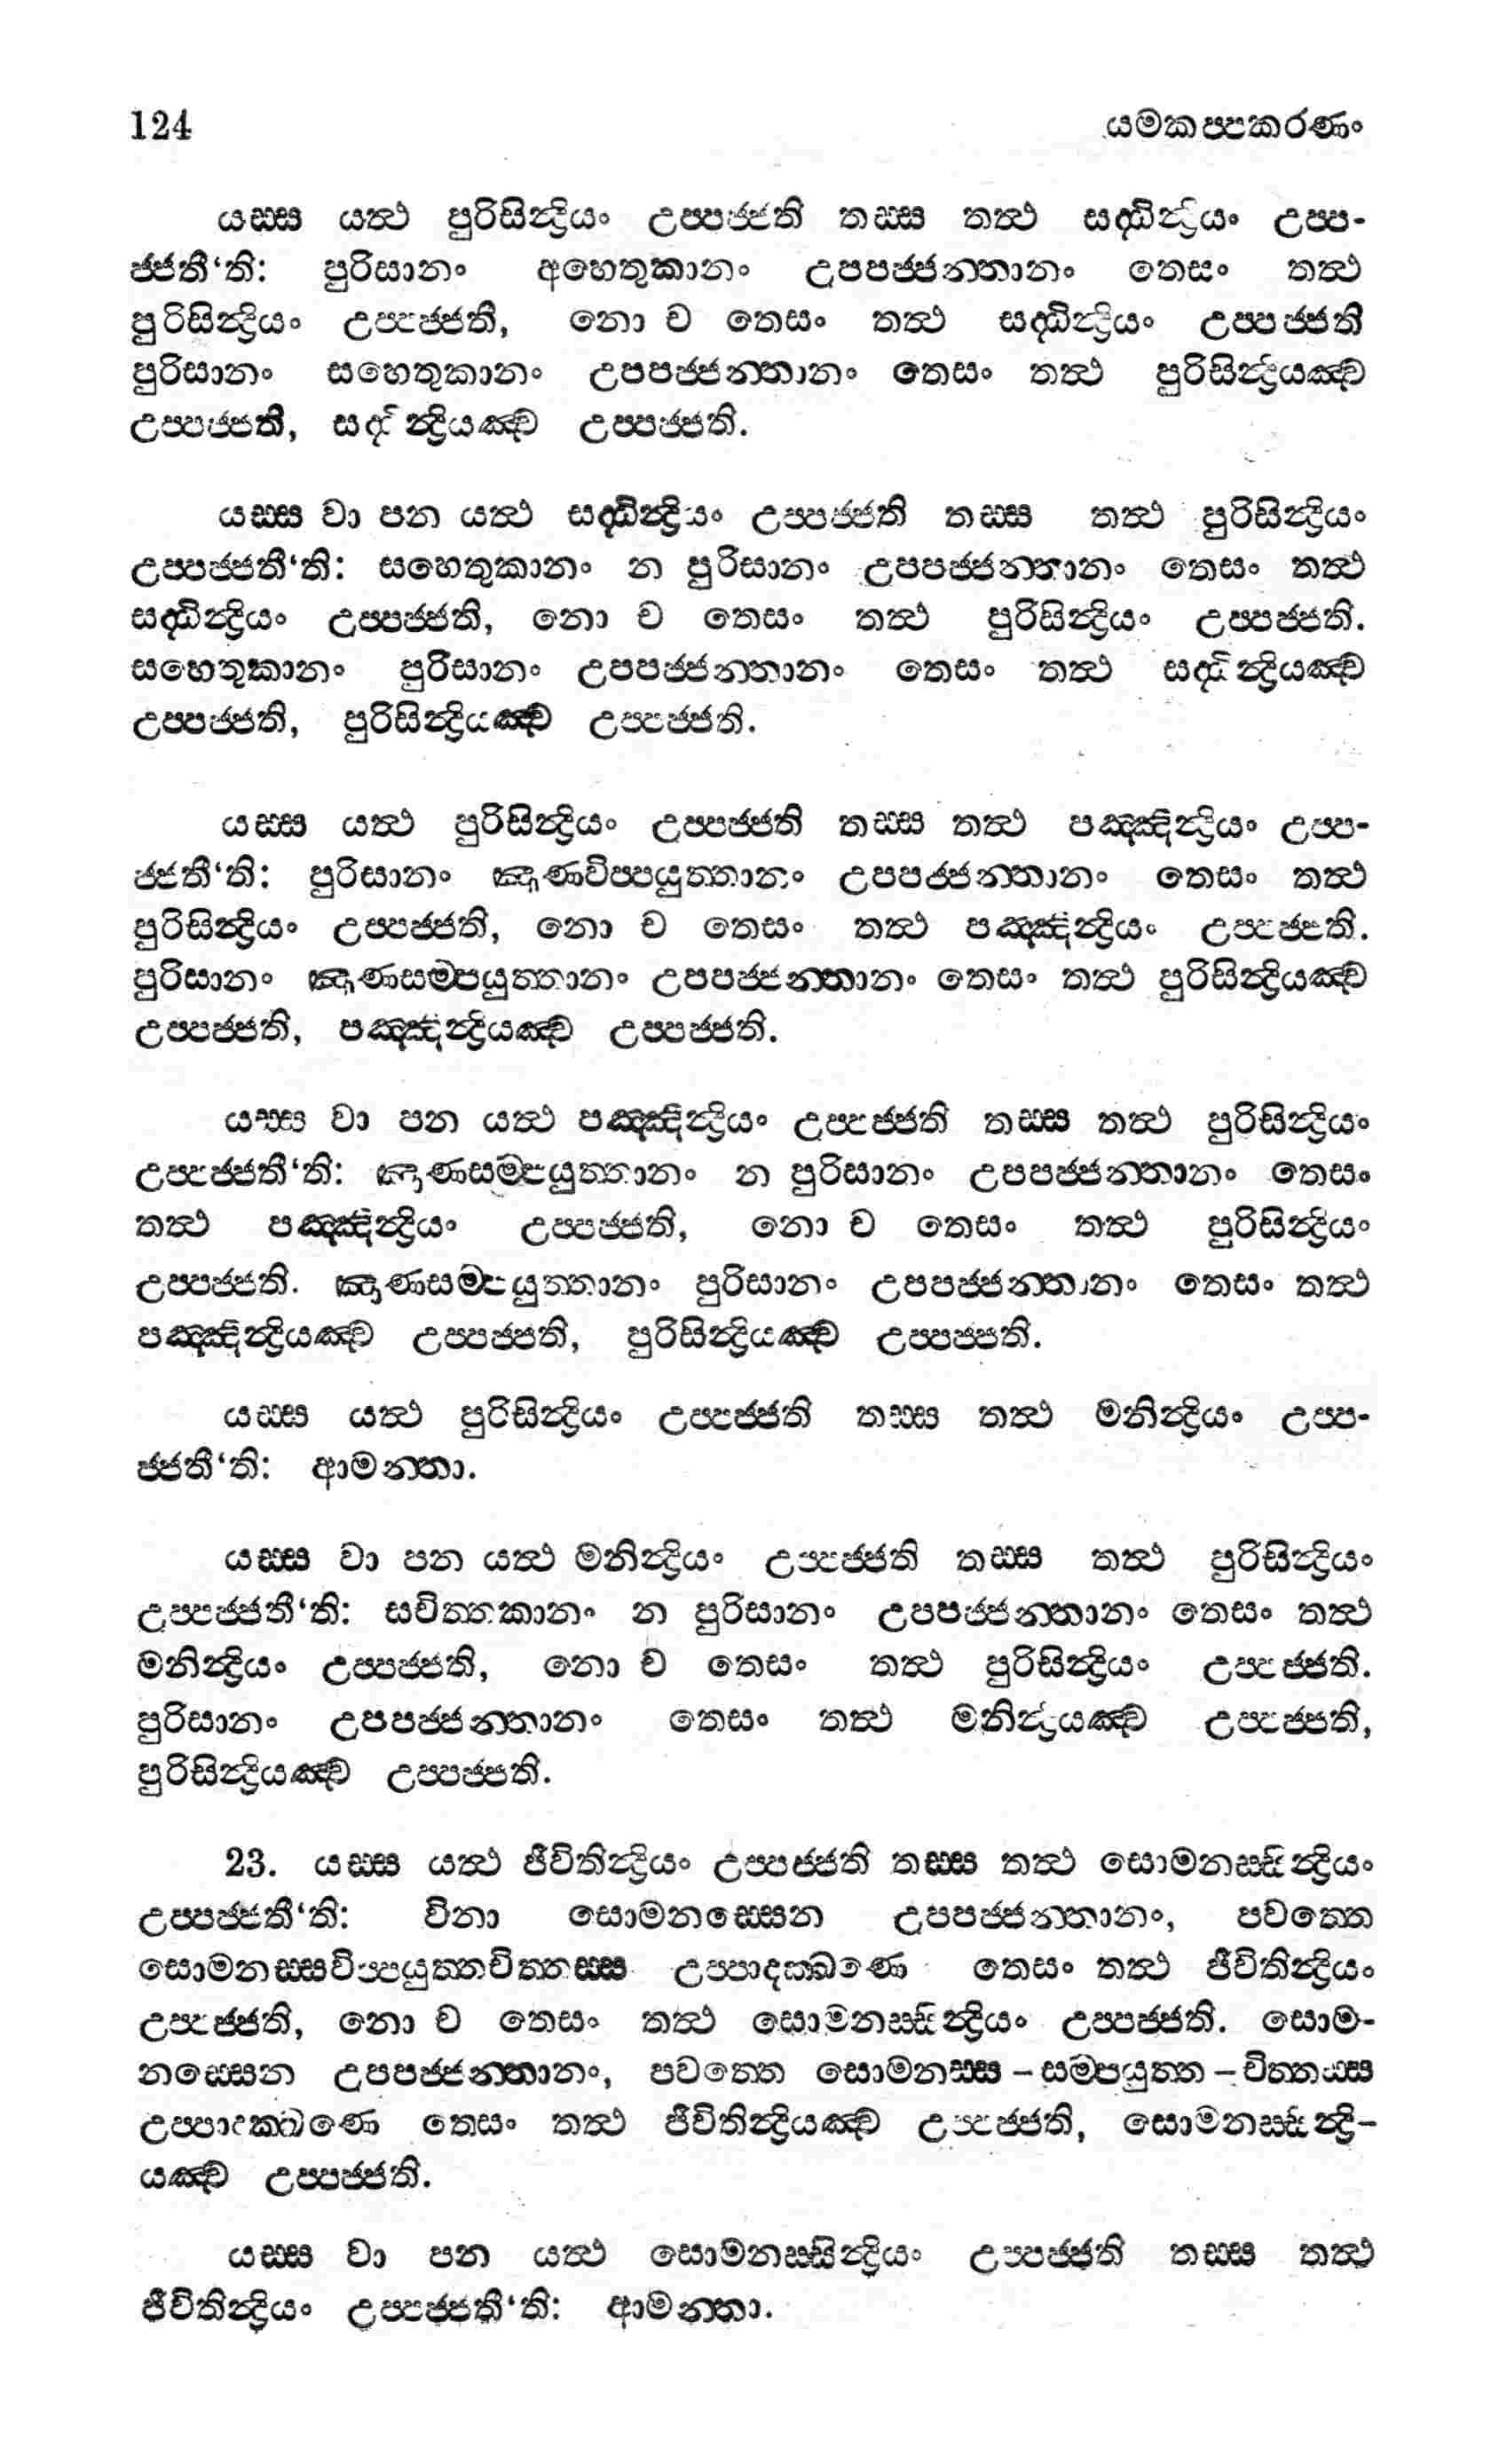 124 යමකප්පකරණං
යස්ස යත්ථ පුරිසින්ද්‍රියං උප්පජ්ජති තස්ස තත්ථ සද්ධින්ද්‍රියං උප්ප-
ජ්ජතී‘ති: පුරිසානං අහෙතුකානං උපපජ්ජන්තානං තෙසං තත්ථ
පුරිසින්ද්‍රියං උප්පජ්ජති, නො ච තෙසං තත්ථ සද්ධින්ද්‍රියං උප්පජ්ජති
පුරිසානං සහෙතුකානං උපපජ්ජන්තානං තෙසං තත්ථ පුරිසින්ද්‍රියඤ්ච
උප්පජ්ජති, සද්ධින්ද්‍රියඤ්ච උප්පජ්ජති.
යස්ස වා පන යත්ථ සද්ධින්ද්‍රියං උප්පජ්ජති තස්ස තත්ථ පුරිසින්ද්‍රියං
උප්පජ්ජතී‘ති: සහෙතුකානං න පුරිසානං උපපජ්ජන්තානං තෙසං තත්ථ
සද්ධින්ද්‍රියං උප්පජ්ජති, නො ච තෙසං තත්ථ පුරිසින්ද්‍රියං උප්පජ්ජති.
සහෙතුකානං පුරිසානං උපපජ්ජන්තානං තෙසං තත්ථ සද්ධින්ද්‍රියඤ්ච
උප්පජ්ජති, පුරිසින්ද්‍රියඤ්ච උප්පජ්ජති.
යස්ස යත්ථ පුරිසින්ද්‍රියං උප්පජ්ජති තස්ස තත්ථ පඤ්ඤින්ද්‍රියං උප්ප-
ජ්ජතී‘ති: පුරිසානං ඤාණවිප්පයුත්තානං උපපජ්ජන්තානං තෙසං තත්ථ
පුරිසින්ද්‍රියං උප්පජ්ජති, නො ච තෙසං තත්ථ පඤ්ඤින්ද්‍රියං උප්පජ්ජති.
පුරිසානං ඤාණසම්පයුත්තානං උපපජ්ජන්තානං තෙසං තත්ථ පුරිසින්ද්‍රියඤ්ච
උප්පජ්ජති, පඤ්ඤින්ද්‍රියඤ්ච උප්පජ්ජති.
යස්ස වා පන යත්ථ පඤ්ඤින්ද්‍රියං උප්පජ්ජති තස්ස තත්ථ පුරිසින්ද්‍රියං
උප්පජ්ජතී‘ති: ඤාණසම්පයුත්තානං න පුරිසානං උපපජ්ජන්තානං තෙසං
තත්ථ පඤ්ඤින්ද්‍රියං උප්පජ්ජති, නො ච තෙසං තත්ථ පුරිසින්ද්‍රියං
උප්පජ්ජති. ඤාණසම්පයුත්තානං පුරිසානං උපපජ්ජන්තානං තෙසං තත්ථ
පඤ්ඤින්ද්‍රියඤ්ච උප්පජ්ජති, පුරිසින්ද්‍රියඤ්ච උප්පජ්ජති.
යස්ස යත්ථ පුරිසින්ද්‍රියං උප්පජ්ජති තස්ස තත්ථ මනින්ද්‍රියං උප්ප-
ජ්ජතී‘ති: ආමන්තා.
යස්ස වා පන යත්ථ මනින්ද්‍රියං උප්පජ්ජති තස්ස තත්ථ පුරිසින්ද්‍රියං
උප්පජ්ජතී‘ති: සචිත්තකානං න පුරිසානං උපපජ්ජන්තානං තෙසං තත්ථ
මනින්ද්‍රියං උප්පජ්ජති, නො ච තෙසං තත්ථ පුරිසින්ද්‍රියං උප්පජ්ජති.
පුරිසානං උපපජ්ජන්තානං තෙසං තත්ථ මනින්ද්‍රියඤ්ච උප්පජ්ජති,
පුරිසින්ද්‍රියඤ්ච උප්පජ්ජති.
23. යස්ස යත්ථ ජීවිතින්ද්‍රියං උප්පජ්ජති තස්ස තත්ථ සොමනස්සින්ද්‍රියං
උප්පජ්ජතී‘ති: විනා සොමනස්සෙන උපපජ්ජන්තානං, පවත්තෙ
සොමනස්සවිප්පයුත්තචිත්තස්ස උප්පාදක්ඛණෙ තෙසං තත්ථ ජීවිතින්ද්‍රියං
උප්පජ්ජති, නො ච තෙසං තත්ථ සොමනස්සින්ද්‍රියං උප්පජ්ජති. සොම-
නස්සෙන උපපජ්ජන්තානං, පවත්තෙ සොමනස්ස – සම්පයුත්ත – චිත්තස්ස
උප්පාදක්ඛණෙ තෙසං තත්ථ ජීවිතින්ද්‍රියඤ්ච උප්පජ්ජති, සොමනස්සින්ද්‍රි-
යඤ්ච උප්පජ්ජති.
යස්ස වා පන යත්ථ සොමනස්සින්ද්‍රියං උප්පජ්ජති තස්ස තත්ථ
ජීවිතින්ද්‍රියං උප්පජ්ජතී‘ති: ආමන්තා.